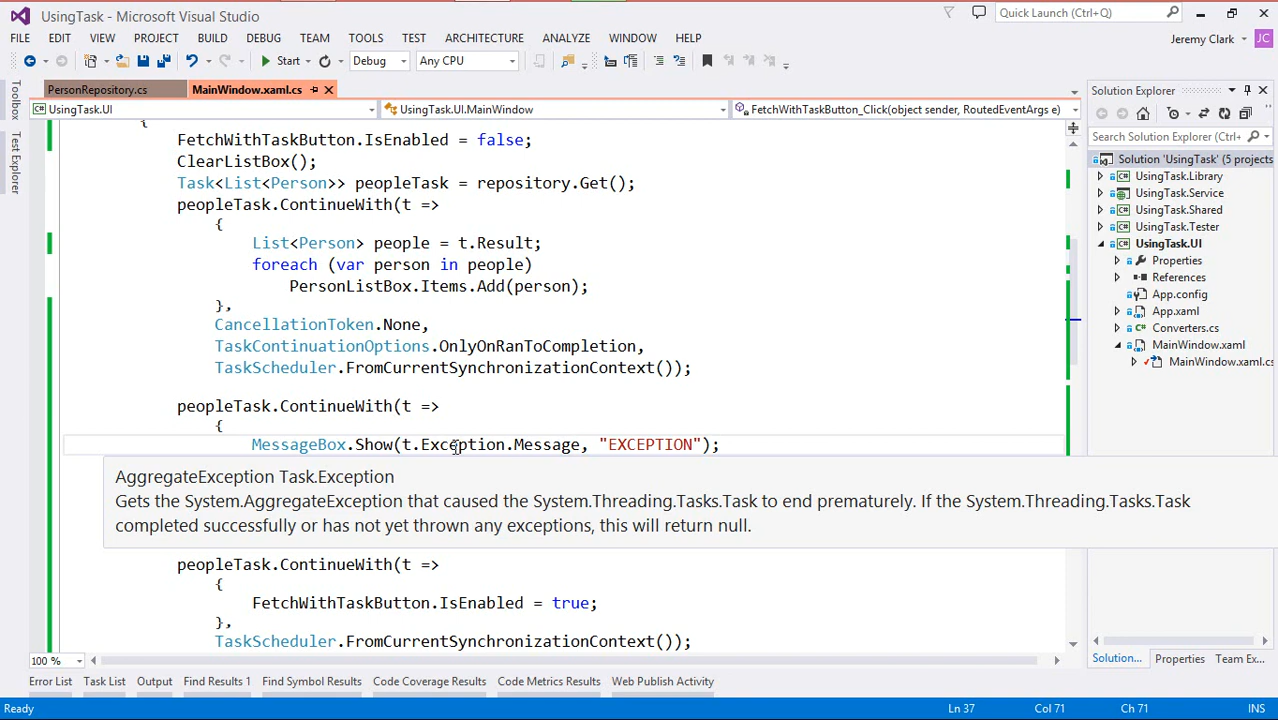 UsingTask - Microsoft Visual Studio
Quick Launch (Ctrl+Q)
FILE EDIT VIEW PROJECT BUILD DEBUG TEAM TOOLS TEST ARCHITECTURE ANALYZE WINDOW HELP
Jeremy Clark
JC
Start
Debug
Any CPU
Toolbox
Test Explorer
PersonRepository.cs
MainWindow.xaml.cs
UsingTask.UI
UsingTask.UI.MainWindow
FetchWithTaskButton_Click(object sender, RoutedEventArgs e)
{
FetchWithTaskButton.IsEnabled = false;
ClearListBox();
Task<List<Person>> peopleTask = repository.Get();
peopleTask.ContinueWith(t =>
{
List<Person> people = t.Result;
foreach (var person in people)
PersonListBox.Items.Add(person);
},
CancellationToken.None,
TaskContinuationOptions.OnlyOnRanToCompletion,
TaskScheduler.FromCurrentSynchronizationContext());
peopleTask.ContinueWith(t =>
{
MessageBox.Show(t.Exception.Message, "EXCEPTION");
AggregateException Task.Exception
Gets the System.AggregateException that caused the System.Threading.Tasks.Task to end prematurely. If the System.Threading.Tasks.Task
completed successfully or has not yet thrown any exceptions, this will return null.
peopleTask.ContinueWith(t =>
{
FetchWithTaskButton.IsEnabled = true;
},
TaskScheduler.FromCurrentSynchronizationContext());
100 %
Solution Explorer
Search Solution Explorer (Ctrl+
Solution 'UsingTask' (5 projects
UsingTask.Library
UsingTask.Service
UsingTask.Shared
UsingTask.Tester
UsingTask.UI
Properties
References
App.config
App.xaml
Converters.cs
MainWindow.xaml
MainWindow.xaml.cs
Solution... Properties Team Ex...
Error List Task List Output Find Results 1 Find Symbol Results Code Coverage Results Code Metrics Results Web Publish Activity
Ready
Ln 37
Col 71
Ch 71
INS